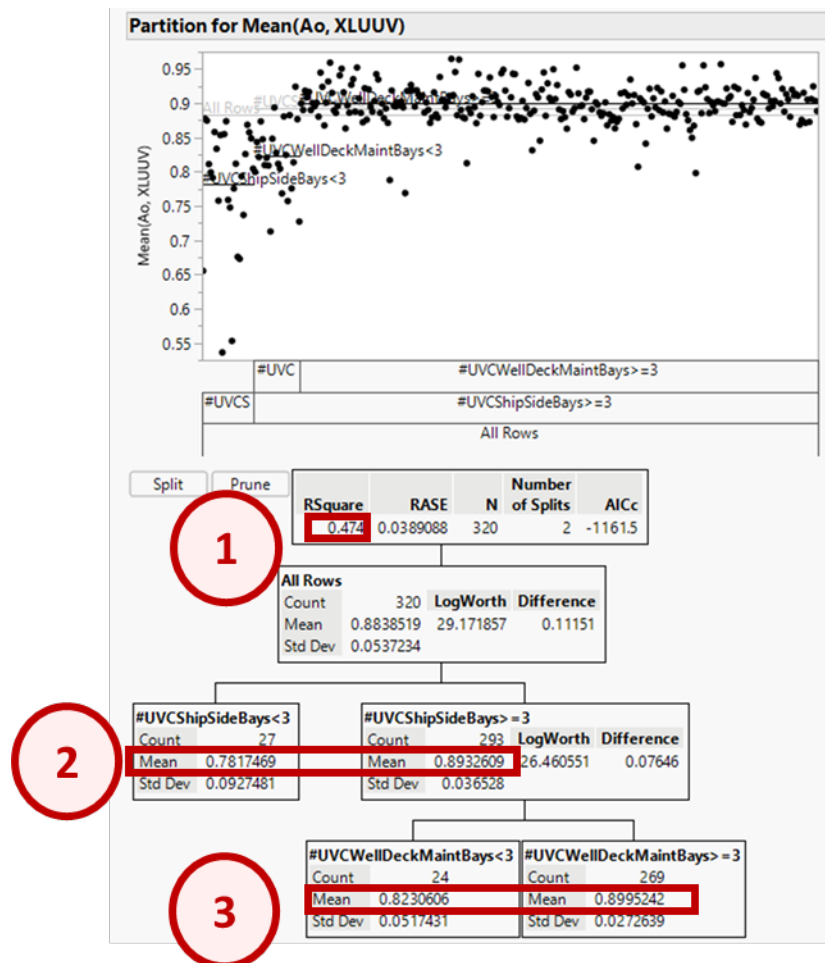 Partition for Mean(Ao, XLUUV)
0.95
0.9
0.85
0.8
0.75
0.7
0.65
0.6
0.55
Mean(Ao, XLUUV)
All Rows
#UVCS
#UVCWellDeckMaintBays>=3
#UVCWellDeckMaintBays<3
#UVCShipSideBays<3
#UVC #UVCWellDeckMaintBays>=3
#UVCS #UVCShipSideBays>=3
All Rows
Split Prune
Number
RSquare RASE N of Splits AICc
0.474 0.0389088 320 2 -1161.5
1
All Rows
Count 320 LogWorth Difference
Mean 0.8838519 29.171857 0.11151
Std Dev 0.0537234
2
#UVCShipSideBays<3
Count 27
Mean 0.7817469
Std Dev 0.0927481
#UVCShipSideBays>=3
Count 293 LogWorth Difference
Mean 0.8932609 26.460551 0.07646
Std Dev 0.036528
3
#UVCWellDeckMaintBays<3
Count 24
Mean 0.8230606
Std Dev 0.0517431
#UVCWellDeckMaintBays>=3
Count 269
Mean 0.8995242
Std Dev 0.0272639